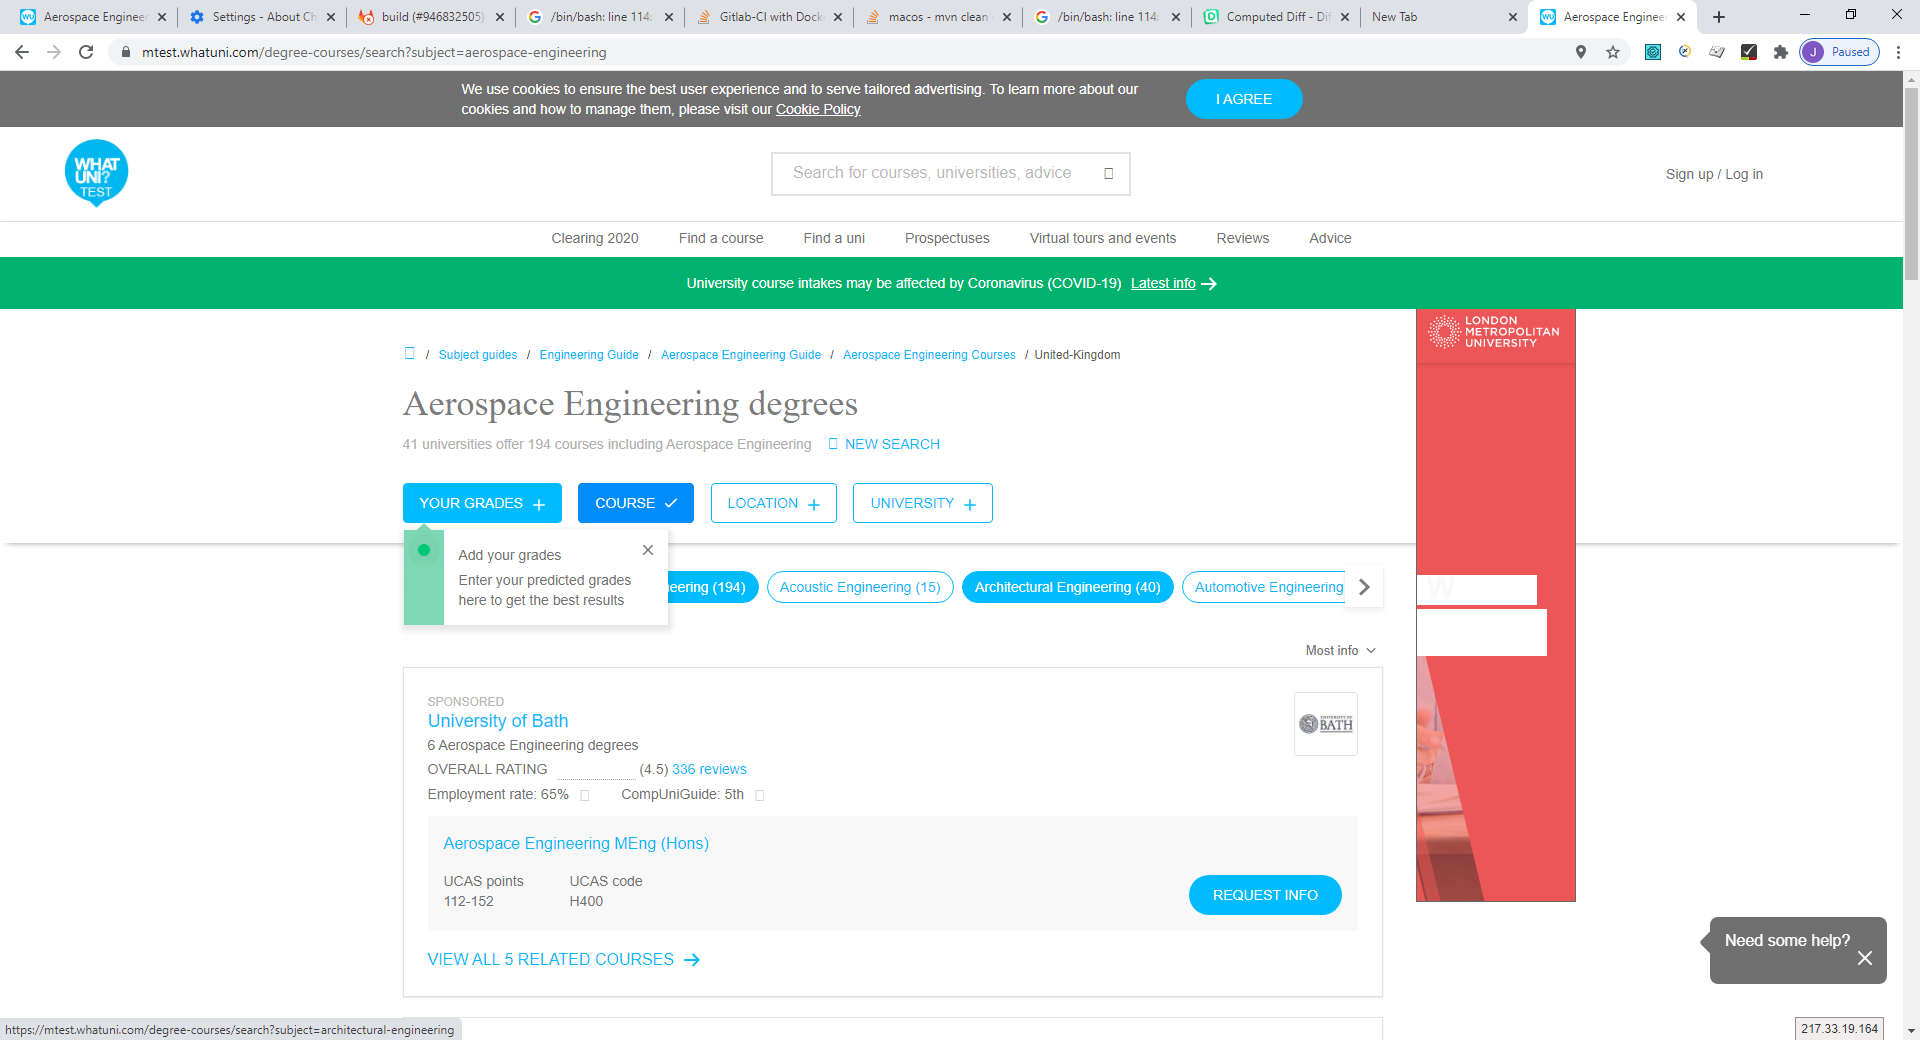 Aerospace Engineer
Settings - About Ch
build (#946832505)
/bin/bash: line 114:
Gitlab-CI with Dock
macos - mvn clean
/bin/bash: line 114:
Computed Diff - Dif
New Tab
Aerospace Enginee
mtest.whatuni.com/degree-courses/search?subject=aerospace-engineering
J Paused
We use cookies to ensure the best user experience and to serve tailored advertising. To learn more about our
cookies and how to manage them, please visit our Cookie Policy
I AGREE
WHAT
UNI?
TEST
Search for courses, universities, advice
Sign up / Log in
Clearing 2020 Find a course Find a uni Prospectuses Virtual tours and events Reviews Advice
University course intakes may be affected by Coronavirus (COVID-19) Latest info
LONDON
METROPOLITAN
UNIVERSITY
/ Subject guides / Engineering Guide / Aerospace Engineering Guide / Aerospace Engineering Courses / United-Kingdom
Aerospace Engineering degrees
41 universities offer 194 courses including Aerospace Engineering NEW SEARCH
YOUR GRADES + COURSE LOCATION + UNIVERSITY +
Add your grades
Enter your predicted grades
here to get the best results
eering (194) Acoustic Engineering (15) Architectural Engineering (40) Automotive Engineering
W
Most info
SPONSORED
University of Bath
UNIVERSITY OF
BATH
6 Aerospace Engineering degrees
OVERALL RATING (4.5) 336 reviews
Employment rate: 65% CompUniGuide: 5th
Aerospace Engineering MEng (Hons)
UCAS points UCAS code
112-152 H400
REQUEST INFO
VIEW ALL 5 RELATED COURSES
Need some help?
https://mtest.whatuni.com/degree-courses/search?subject=architectural-engineering
217.33.19.164